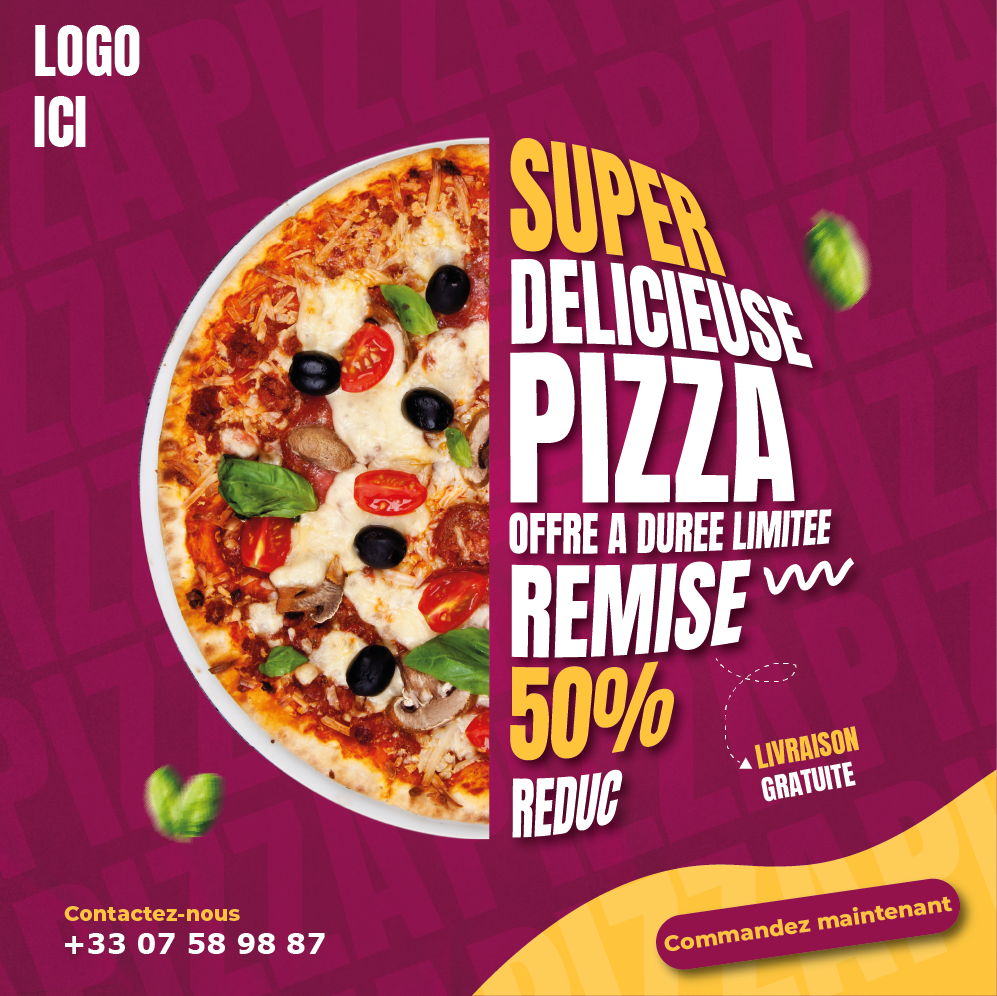 LOGO
ICI
SUPER
DELICIEUSE
PIZZA
OFFRE A DUREE LIMITEE
REMISE
50%
REDUC
LIVRAISON
GRATUITE
Contactez-nous
+33 07 58 98 87
Commandez maintenant